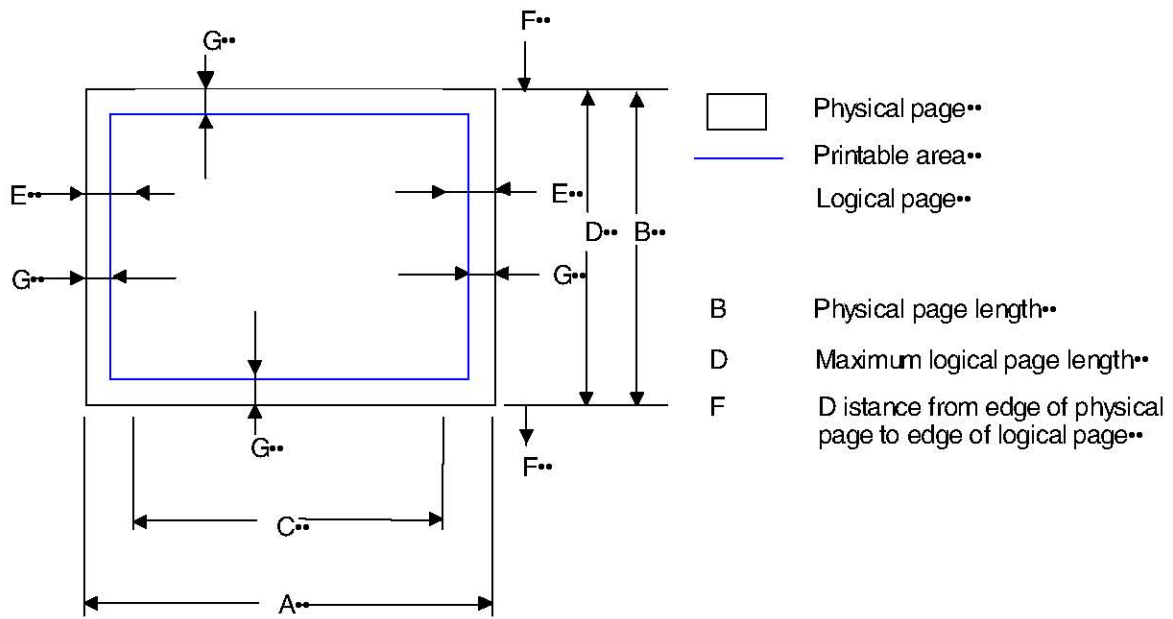 F••
G••
Physical page••
Printable area••
E•• E••
Logical page••
D•• B••
G•• G••
B Physical page length••
D Maximum logical page length••
F D istance from edge of physical
page to edge of logical page••
G••
F••
C••
A••